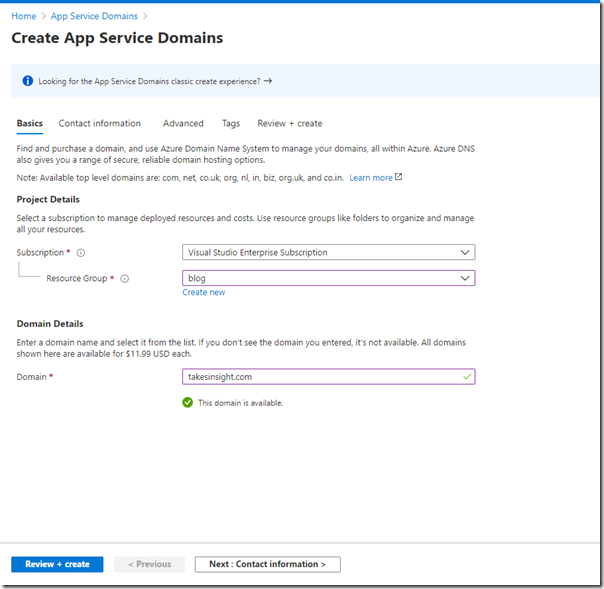 Home > App Service Domains >
Create App Service Domains
Looking for the App Service Domains classic create experience? →
Basics Contact information Advanced Tags Review + create
Find and purchase a domain, and use Azure Domain Name System to manage your domains, all within Azure. Azure DNS
also gives you a range of secure, reliable domain hosting options.
Note: Available top level domains are: com, net, co.uk, org, nl, in, biz, org.uk, and co.in. Learn more
Project Details
Select a subscription to manage deployed resources and costs. Use resource groups like folders to organize and manage
all your resources.
Subscription * Visual Studio Enterprise Subscription
Resource Group * blog
Create new
Domain Details
Enter a domain name and select it from the list. If you don't see the domain you entered, it's not available. All domains
shown here are available for $11.99 USD each.
Domain * takesinsight.com
This domain is available.
Review + create < Previous Next : Contact information >